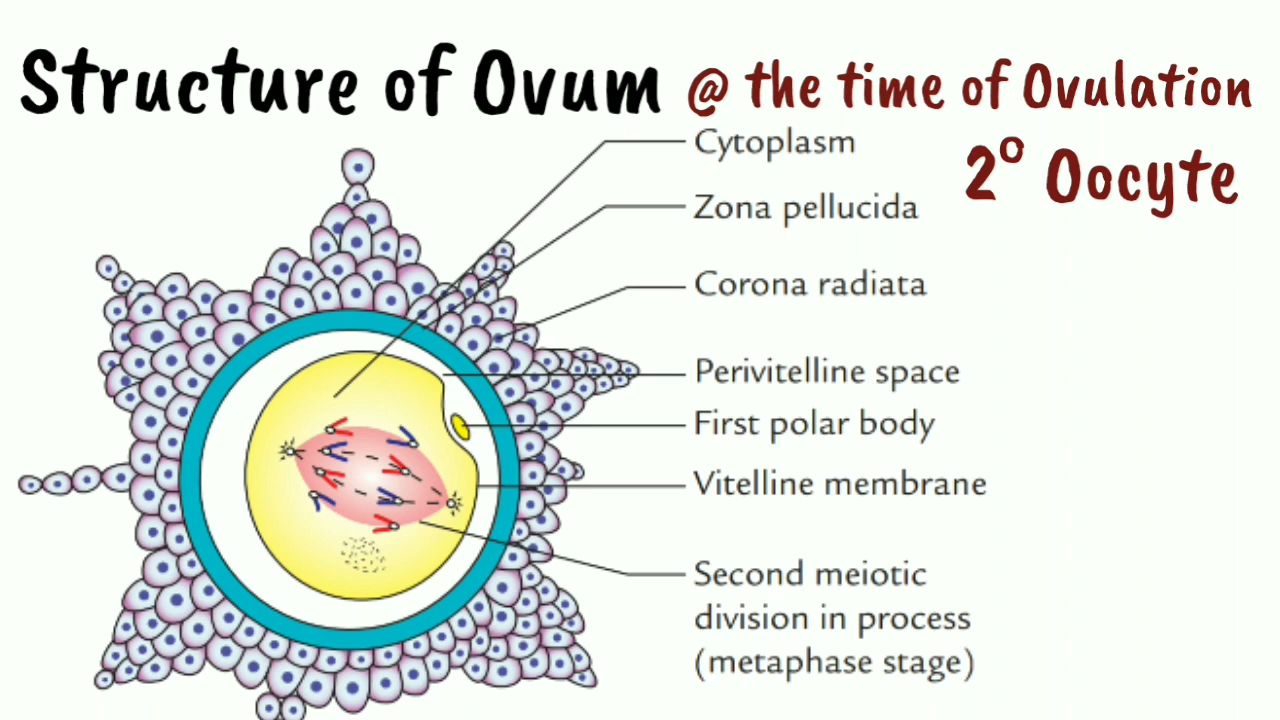 Structure of Ovum @ the time of Ovulation
2° Oocyte
Cytoplasm
Zona pellucida
Corona radiata
Perivitelline space
First polar body
Vitelline membrane
Second meiotic
division in process
(metaphase stage)